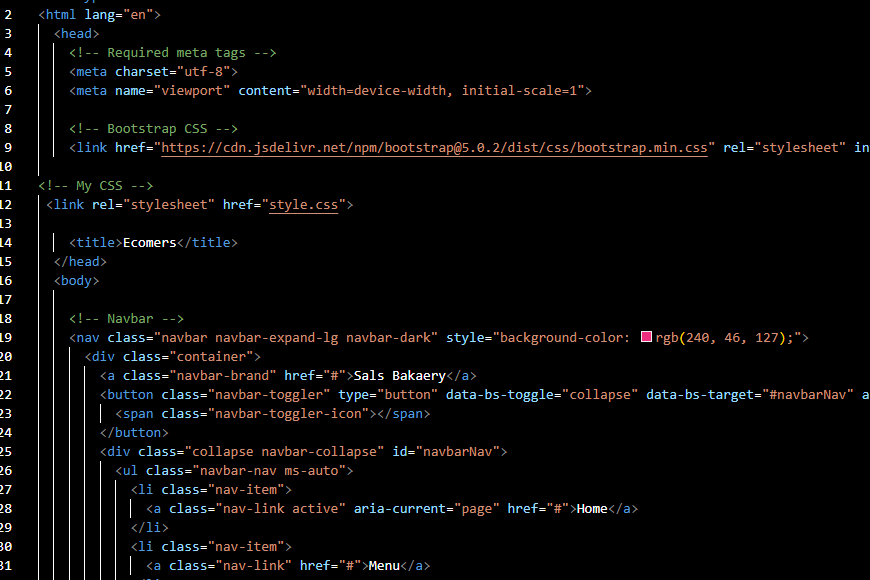 2 <html lang="en">
3 <head>
4 <!-- Required meta tags -->
5 <meta charset="utf-8">
6 <meta name="viewport" content="width=device-width, initial-scale=1">
7
8 <!-- Bootstrap CSS -->
9 <link href="https://cdn.jsdelivr.net/npm/bootstrap@5.0.2/dist/css/bootstrap.min.css" rel="stylesheet" in
10
11 <!-- My CSS -->
12 <link rel="stylesheet" href="style.css">
13
14 <title>Ecomers</title>
15 </head>
16 <body>
17
18 <!-- Navbar -->
19 <nav class="navbar navbar-expand-lg navbar-dark" style="background-color: rgb(240, 46, 127);">
20 <div class="container">
21 <a class="navbar-brand" href="#">Sals Bakaery</a>
22 <button class="navbar-toggler" type="button" data-bs-toggle="collapse" data-bs-target="#navbarNav" a
23 <span class="navbar-toggler-icon"></span>
24 </button>
25 <div class="collapse navbar-collapse" id="navbarNav">
26 <ul class="navbar-nav ms-auto">
27 <li class="nav-item">
28 <a class="nav-link active" aria-current="page" href="#">Home</a>
29 </li>
30 <li class="nav-item">
31 <a class="nav-link" href="#">Menu</a>